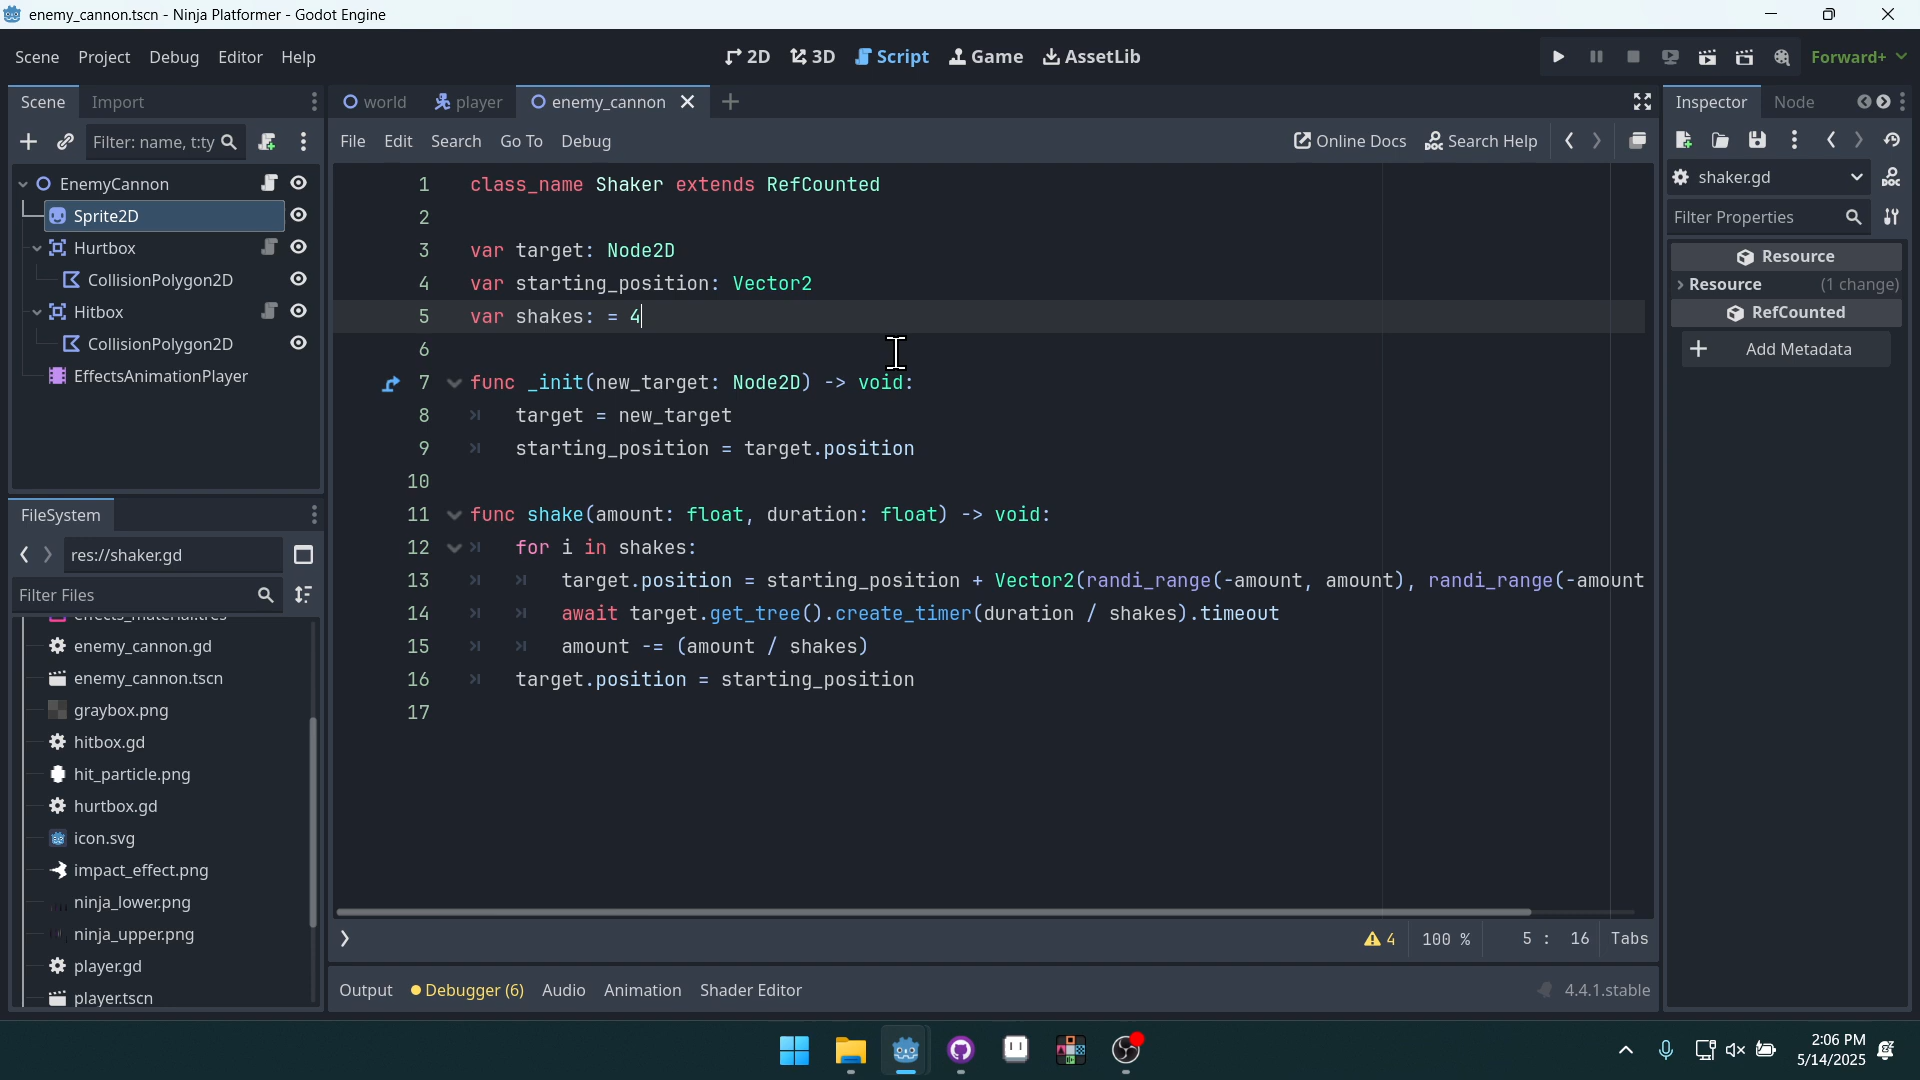 enemy_cannon.tscn - Ninja Platformer - Godot Engine
Scene Project Debug Editor Help
2D 3D Script Game AssetLib
Forward+
Scene Import
world player enemy_cannon
Inspector Node
Filter: name, t:ty
File Edit Search Go To Debug
Online Docs Search Help
EnemyCannon
Sprite2D
Hurtbox
CollisionPolygon2D
Hitbox
CollisionPolygon2D
EffectsAnimationPlayer
FileSystem
res://shaker.gd
Filter Files
enemy_cannon.gd
enemy_cannon.tscn
graybox.png
hitbox.gd
hit_particle.png
hurtbox.gd
icon.svg
impact_effect.png
ninja_lower.png
ninja_upper.png
player.gd
player.tscn
1 class_name Shaker extends RefCounted
2
3 var target: Node2D
4 var starting_position: Vector2
5 var shakes: = 4
6
7 func _init(new_target: Node2D) -> void:
8 target = new_target
9 starting_position = target.position
10
11 func shake(amount: float, duration: float) -> void:
12 for i in shakes:
13 target.position = starting_position + Vector2(randi_range(-amount, amount), randi_range(-amount
14 await target.get_tree().create_timer(duration / shakes).timeout
15 amount -= (amount / shakes)
16 target.position = starting_position
17
4 100 % 5 : 16 Tabs
Output Debugger (6) Audio Animation Shader Editor
4.4.1.stable
shaker.gd
Filter Properties
Resource
Resource (1 change)
RefCounted
Add Metadata
2:06 PM
5/14/2025